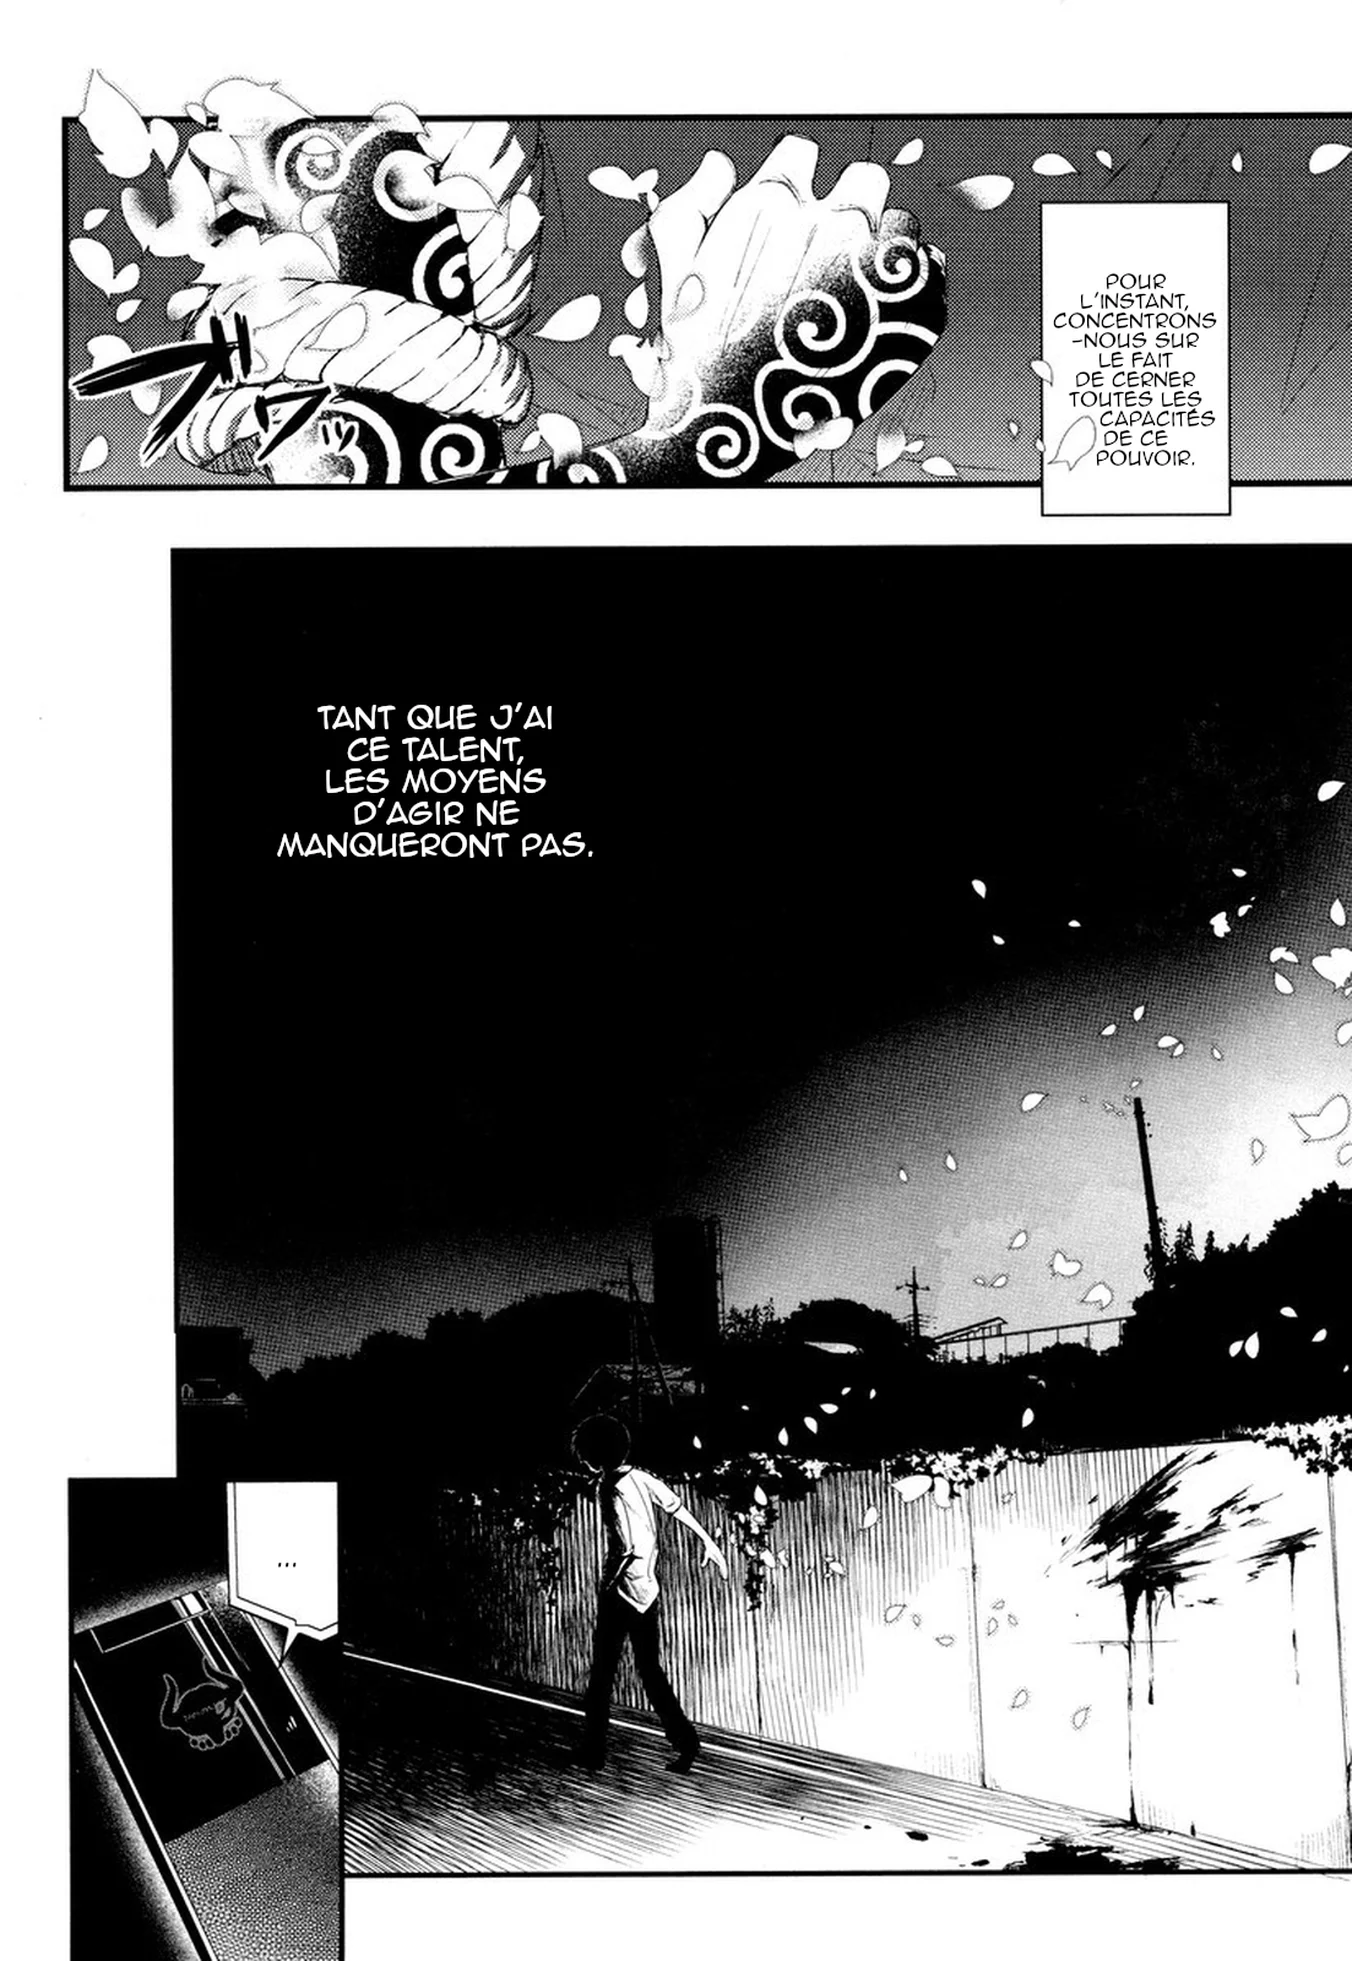 POUR
L'INSTANT,
CONCENTRONS
-NOUS SUR
LE FAIT
DE CERNER
TOUTES LES
CAPACITÉS
DE CE
POUVOIR.
TANT QUE J'AI
CE TALENT,
LES MOYENS
D'AGIR NE
MANQUERONT PAS.
...